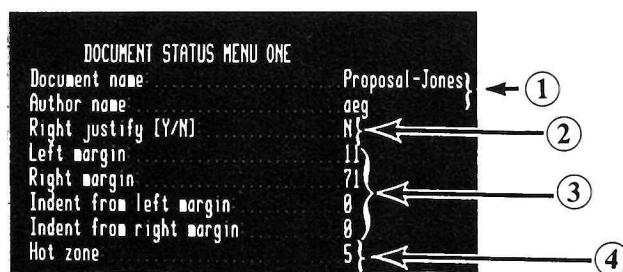 DOCUMENT STATUS MENU ONE
Document name Proposal-Jones
Author name aeg
Right justify [Y/N] N
Left margin 11
Right margin 71
Indent from left margin 0
Indent from right margin 0
Hot zone 5
1
2
3
4